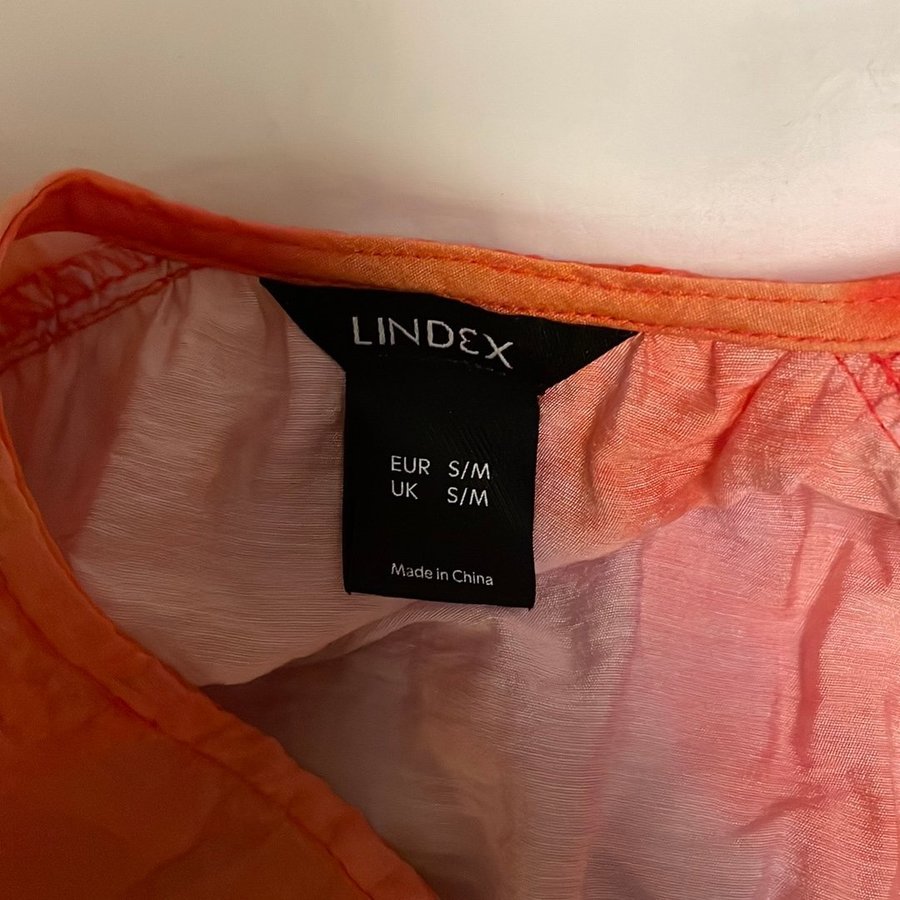 LINDEX
EUR S/M
UK S/M
Made in China